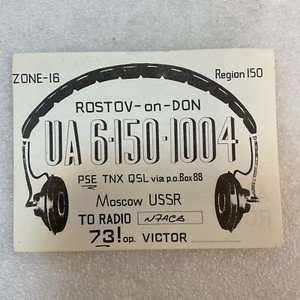 ZONE-16 Region 150
ROSTOV-on-DON
UA 6-150-1004
PSE TNX QSL via p.o.Box 88
Moscow USSR
TO RADIO N7ACB
73! op. VICTOR